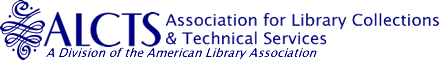 ALCTS Association for Library Collections
& Technical Services
A Division of the American Library Association